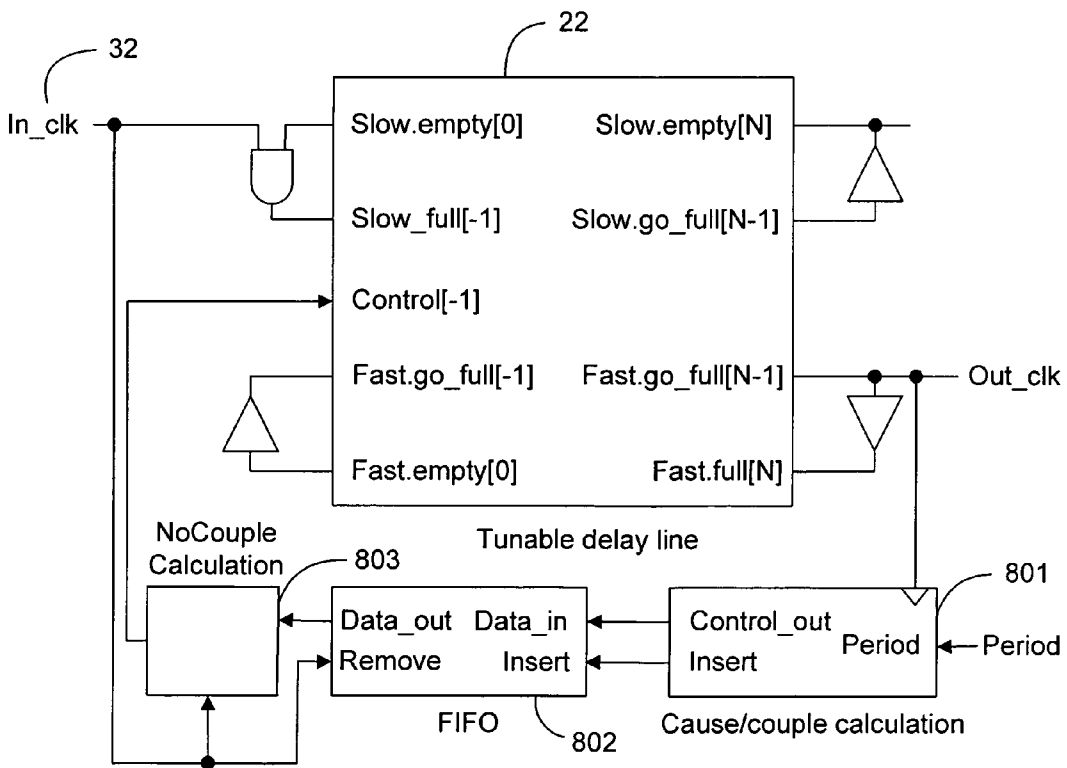 32
22
In_clk
Slow.empty[0]
Slow.empty[N]
Slow_full[-1]
Slow.go_full[N-1]
Control[-1]
Fast.go_full[-1]
Fast.go_full[N-1]
Out_clk
Fast.empty[0]
Fast.full[N]
Tunable delay line
NoCouple
Calculation
803
801
Data_out
Data_in
Control_out
Remove
Insert
Insert
Period
Period
FIFO
802
Cause/couple calculation